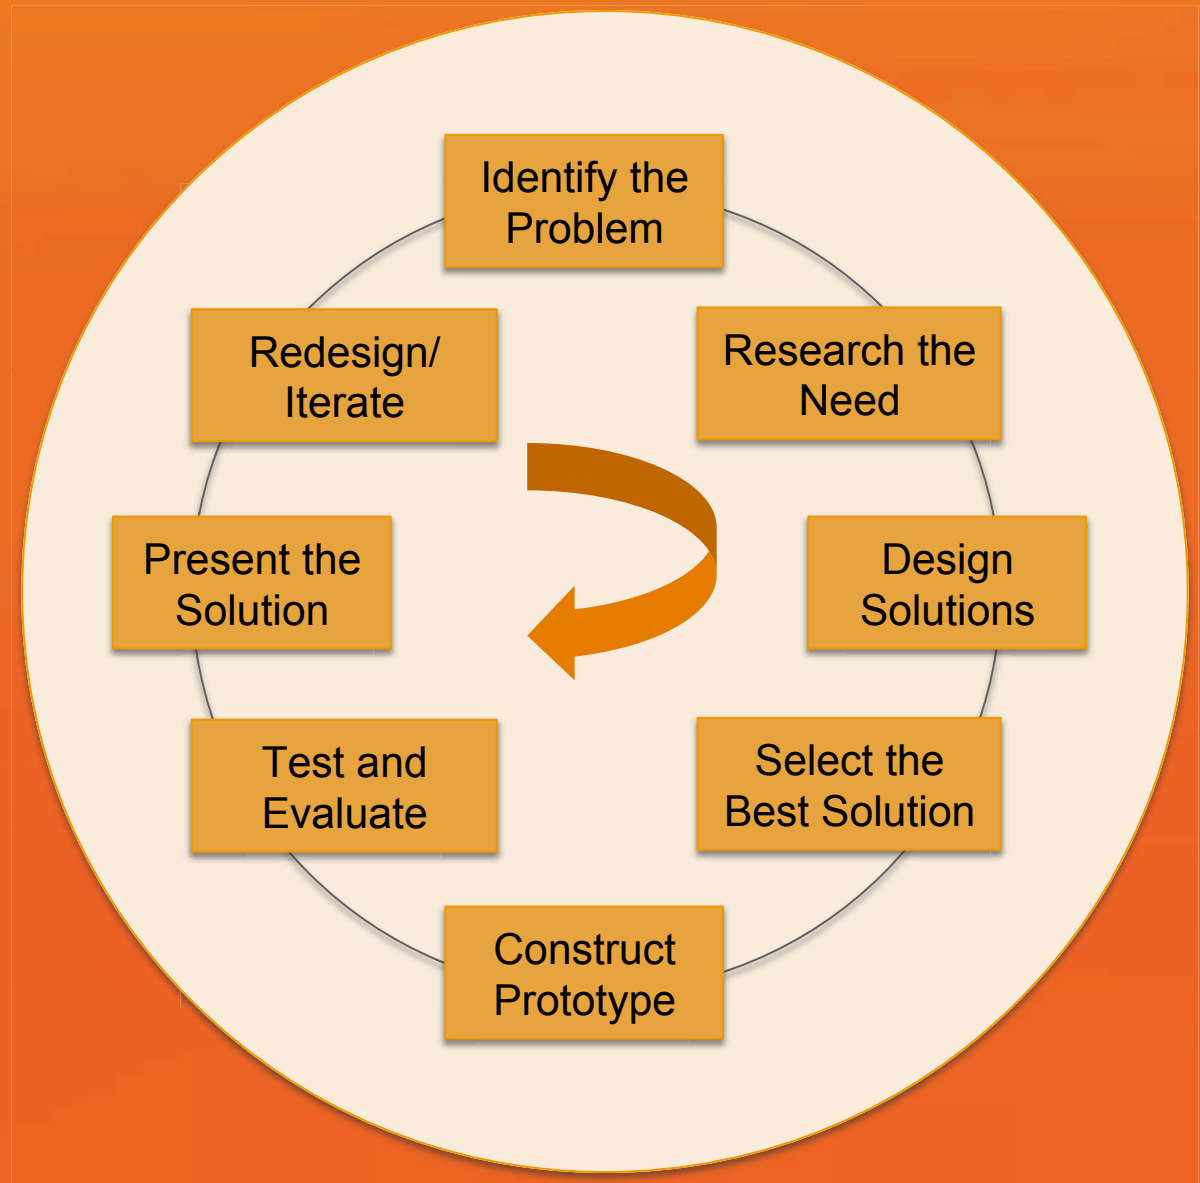 Identify the
Problem
Research the
Need
Design
Solutions
Select the
Best Solution
Construct
Prototype
Test and
Evaluate
Present the
Solution
Redesign/
Iterate